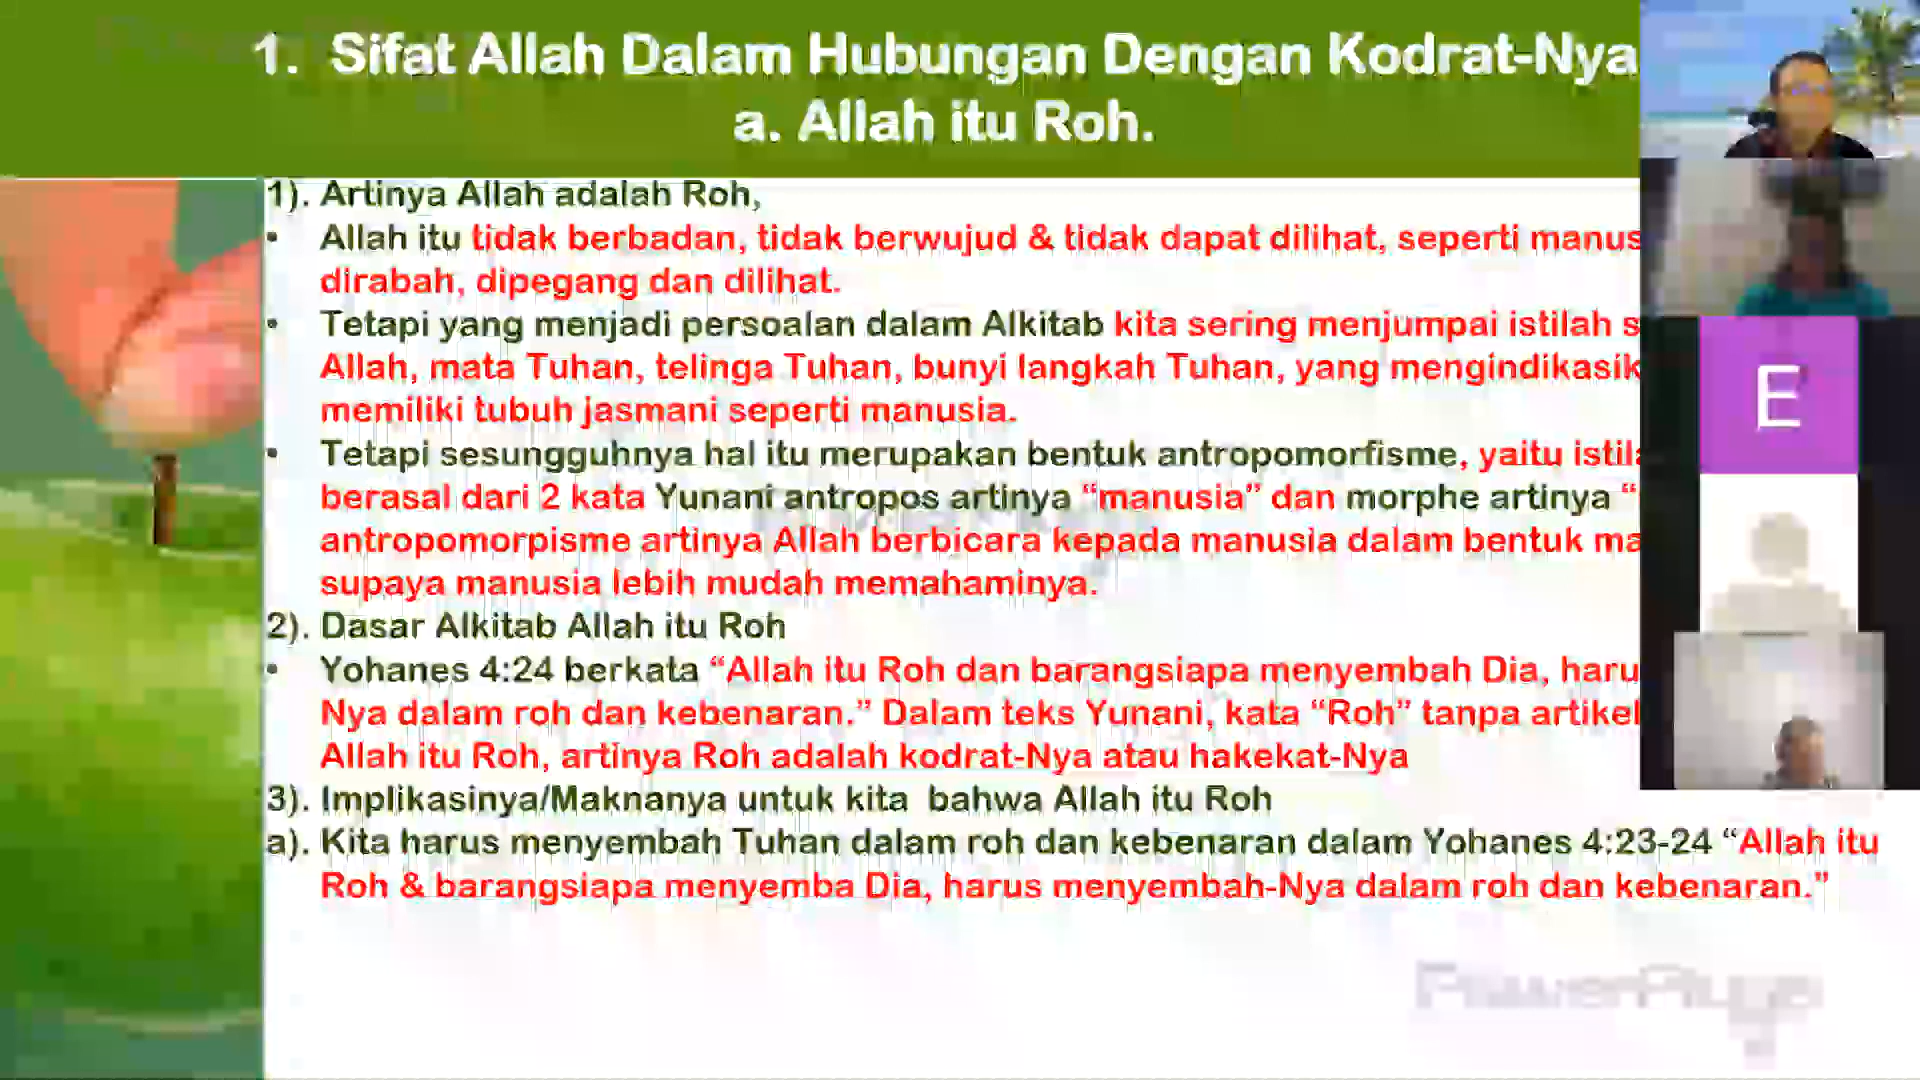 1. Sifat Allah Dalam Hubungan Dengan Kodrat-Nya
a. Allah itu Roh.
1). Artinya Allah adalah Roh,
• Allah itu tidak berbadan, tidak berwujud & tidak dapat dilihat, seperti manus
dirabah, dipegang dan dilihat.
• Tetapi yang menjadi persoalan dalam Alkitab kita sering menjumpai istilah s
Allah, mata Tuhan, telinga Tuhan, bunyi langkah Tuhan, yang mengindikasik
memiliki tubuh jasmani seperti manusia.
• Tetapi sesungguhnya hal itu merupakan bentuk antropomorfisme, yaitu istila
berasal dari 2 kata Yunani antropos artinya “manusia” dan morphe artinya “
antropomorpisme artinya Allah berbicara kepada manusia dalam bentuk ma
supaya manusia lebih mudah memahaminya.
2). Dasar Alkitab Allah itu Roh
• Yohanes 4:24 berkata “Allah itu Roh dan barangsiapa menyembah Dia, haru
Nya dalam roh dan kebenaran.” Dalam teks Yunani, kata “Roh” tanpa artikel
Allah itu Roh, artinya Roh adalah kodrat-Nya atau hakekat-Nya
3). Implikasinya/Maknanya untuk kita bahwa Allah itu Roh
a). Kita harus menyembah Tuhan dalam roh dan kebenaran dalam Yohanes 4:23-24 “Allah itu
Roh & barangsiapa menyemba Dia, harus menyembah-Nya dalam roh dan kebenaran.”
E